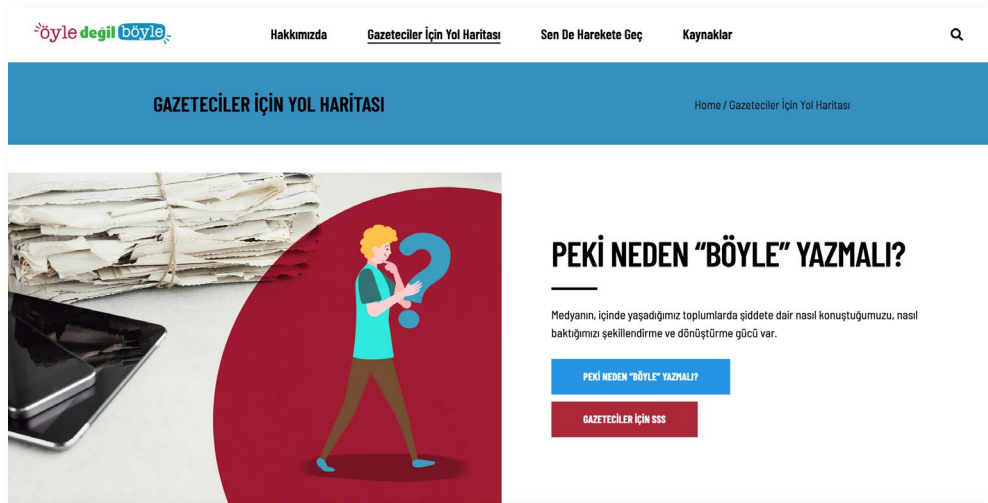 öyle değil böyle
Hakkımızda
Gazeteciler İçin Yol Haritası
Sen De Harekete Geç
Kaynaklar
GAZETECİLER İÇİN YOL HARİTASI
Home / Gazeteciler İçin Yol Haritası
PEKİ NEDEN “BÖYLE” YAZMALI?
Medyanın, içinde yaşadığımız toplumlarda şiddete dair nasıl konuştuğumuzu, nasıl
baktığımızı şekillendirme ve dönüştürme gücü var.
PEKİ NEDEN “BÖYLE” YAZMALI?
GAZETECİLER İÇİN SSS